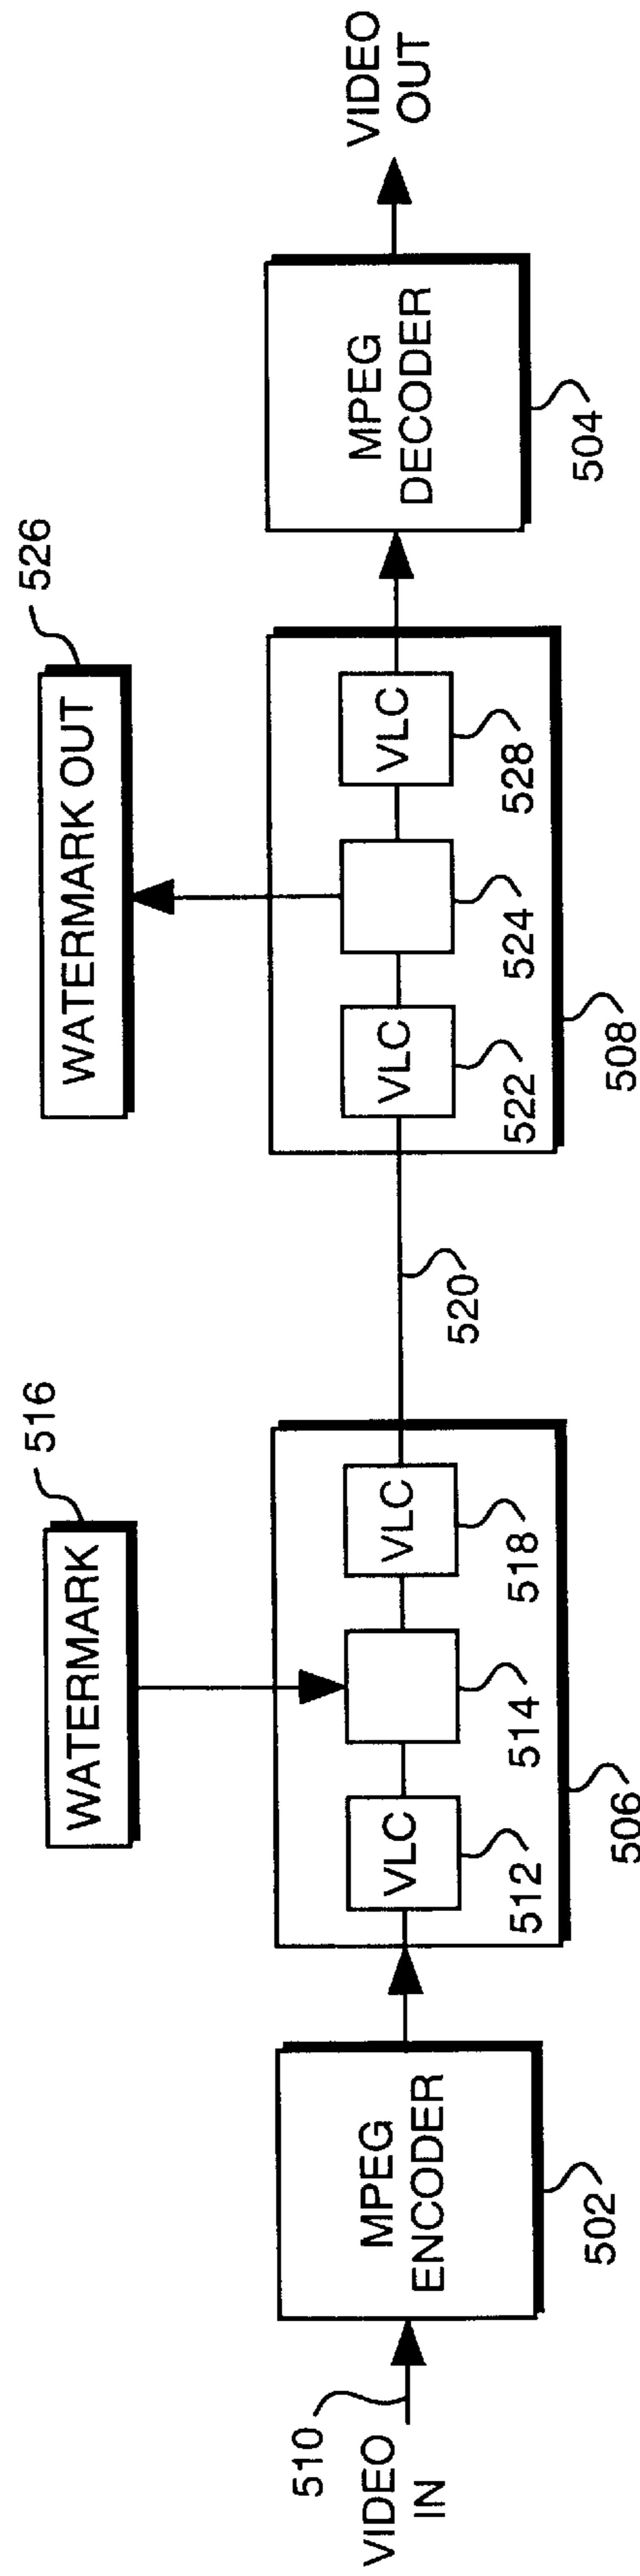 WATERMARK
516
WATERMARK OUT
526
510
VIDEO
IN
MPEG
ENCODER
502
VLC
512
514
VLC
518
506
520
VLC
522
524
VLC
528
508
MPEG
DECODER
504
VIDEO
OUT